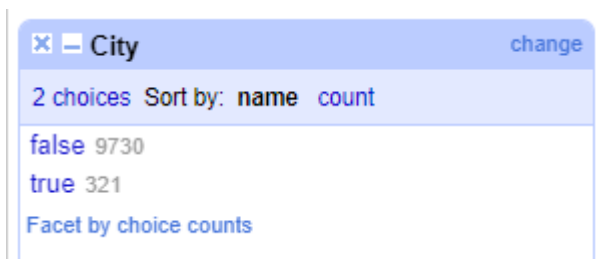 City change
2 choices Sort by: name count
false 9730
true 321
Facet by choice counts